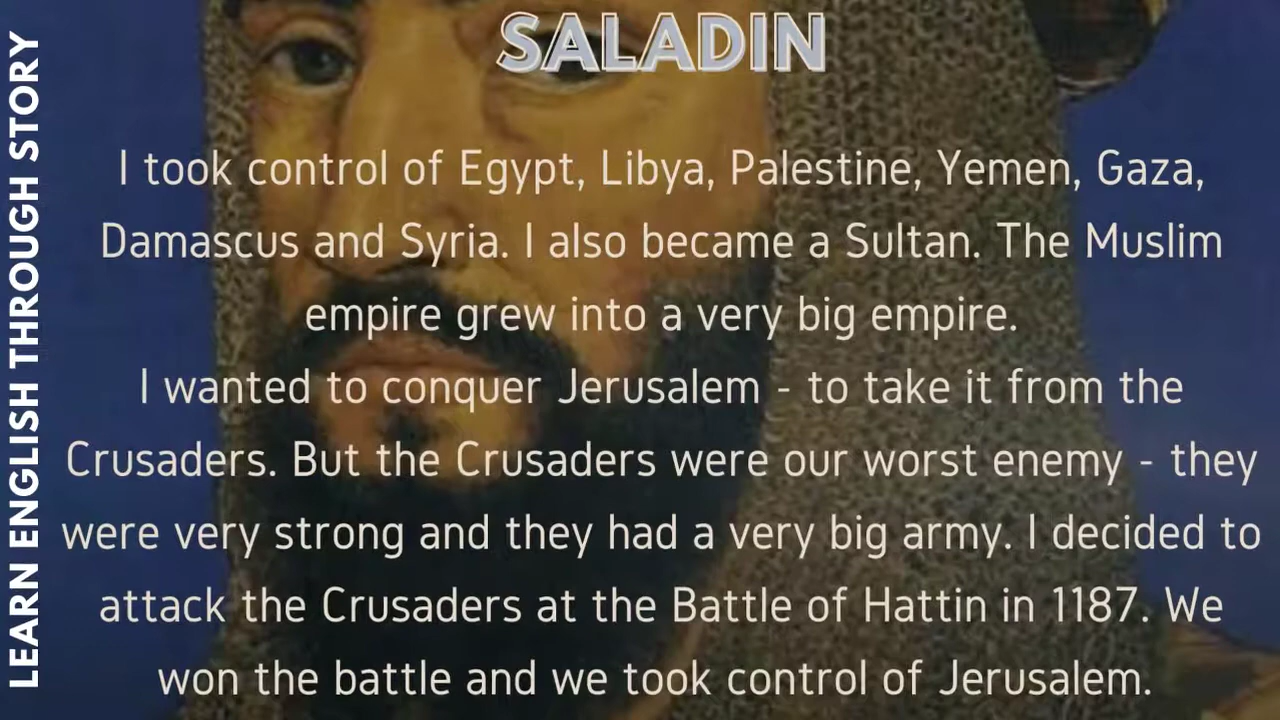 SALADIN
LEARN ENGLISH THROUGH STORY
I took control of Egypt, Libya, Palestine, Yemen, Gaza,
Damascus and Syria. I also became a Sultan. The Muslim
empire grew into a very big empire.
I wanted to conquer Jerusalem - to take it from the
Crusaders. But the Crusaders were our worst enemy - they
were very strong and they had a very big army. I decided to
attack the Crusaders at the Battle of Hattin in 1187. We
won the battle and we took control of Jerusalem.